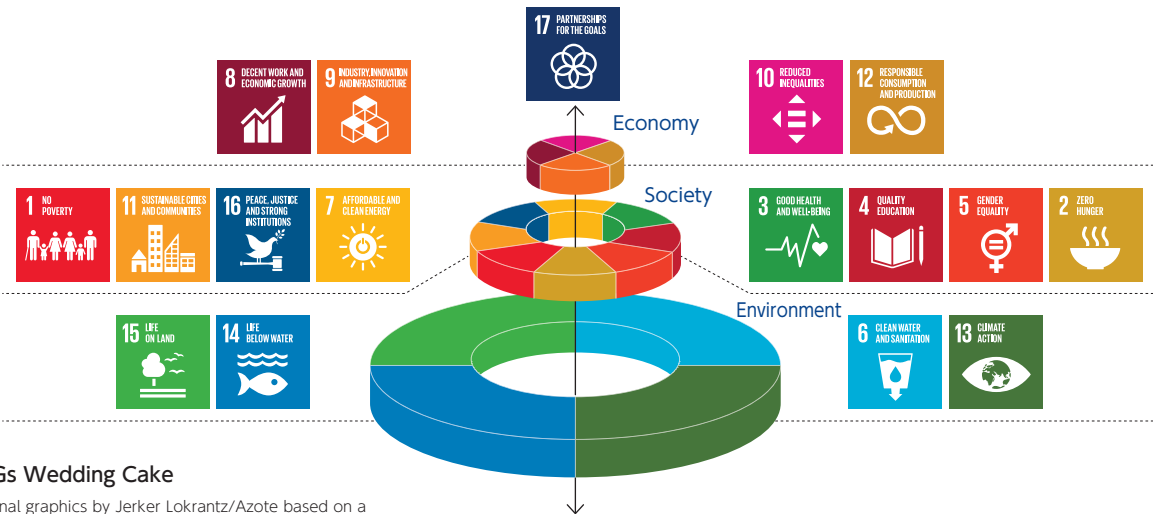 17 PARTNERSHIPS
FOR THE GOALS
8 DECENT WORK AND
ECONOMIC GROWTH
9 INDUSTRY, INNOVATION
AND INFRASTRUCTURE
10 REDUCED
INEQUALITIES
12 RESPONSIBLE
CONSUMPTION
AND PRODUCTION
Economy
Society
1 NO
POVERTY
11 SUSTAINABLE CITIES
AND COMMUNITIES
16 PEACE, JUSTICE
AND STRONG
INSTITUTIONS
7 AFFORDABLE AND
CLEAN ENERGY
3 GOOD HEALTH
AND WELL-BEING
4 QUALITY
EDUCATION
5 GENDER
EQUALITY
2 ZERO
HUNGER
Environment
15 LIFE
ON LAND
14 LIFE
BELOW WATER
6 CLEAN WATER
AND SANITATION
13 CLIMATE
ACTION
Gs Wedding Cake
nal graphics by Jerker Lokrantz/Azote based on a